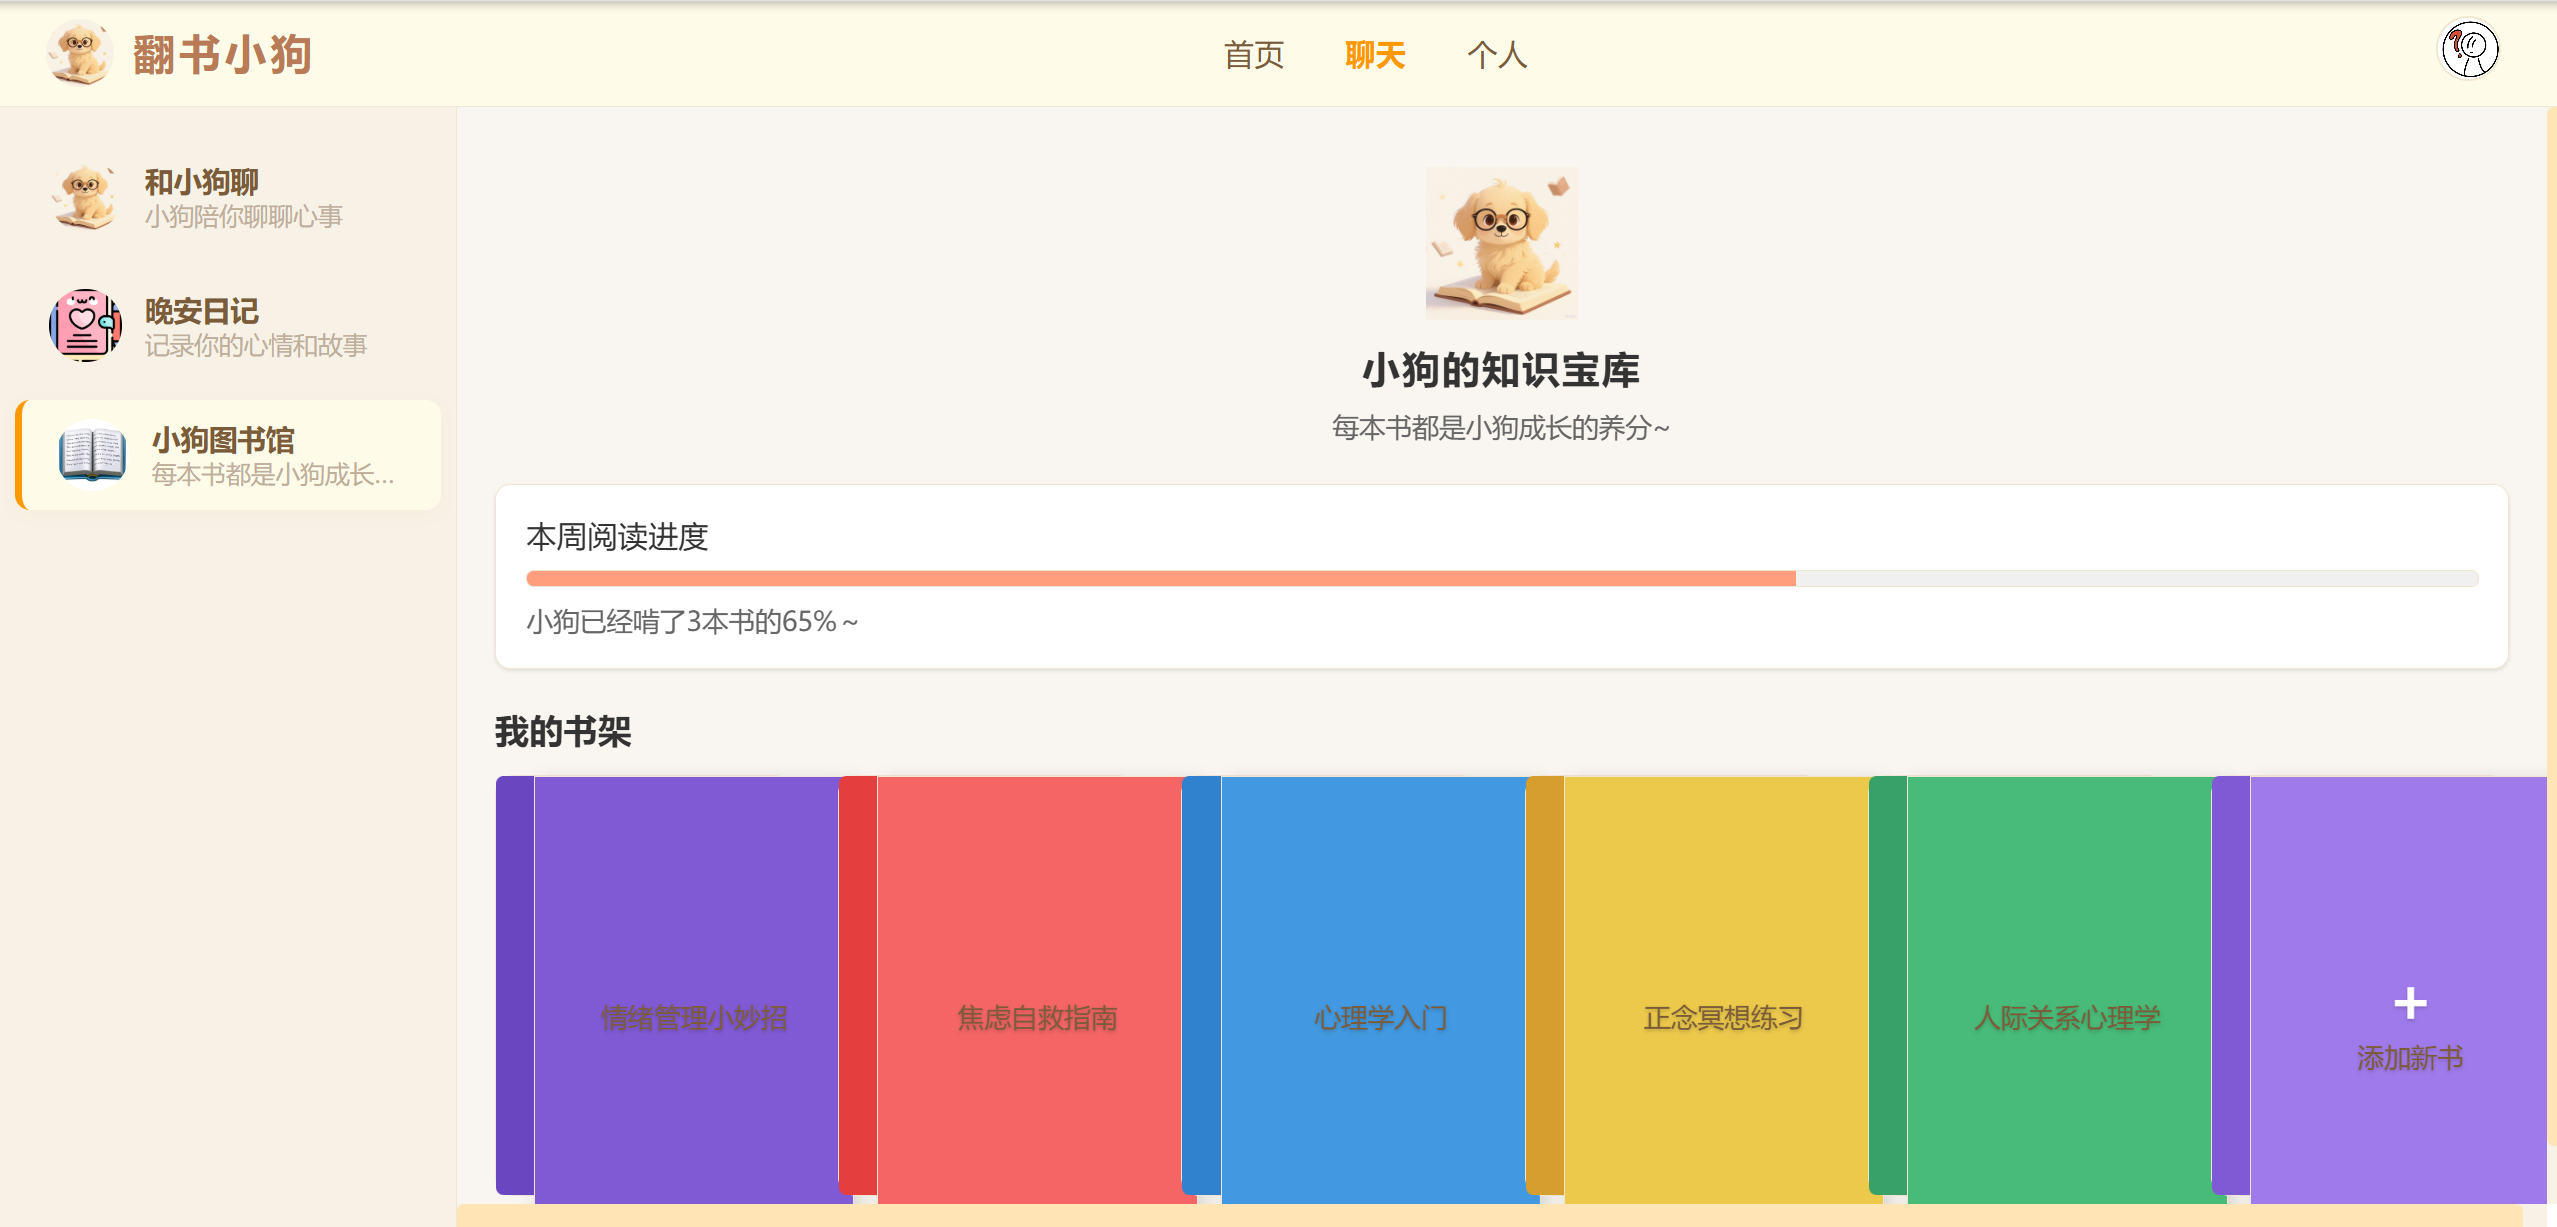 翻书小狗
首页
聊天
个人
和小狗聊
小狗陪你聊聊心事
晚安日记
记录你的心情和故事
小狗图书馆
每本书都是小狗成长...
小狗的知识宝库
每本书都是小狗成长的养分~
本周阅读进度
小狗已经啃了3本书的65% ~
我的书架
情绪管理小妙招
焦虑自救指南
心理学入门
正念冥想练习
人际关系心理学
+
添加新书